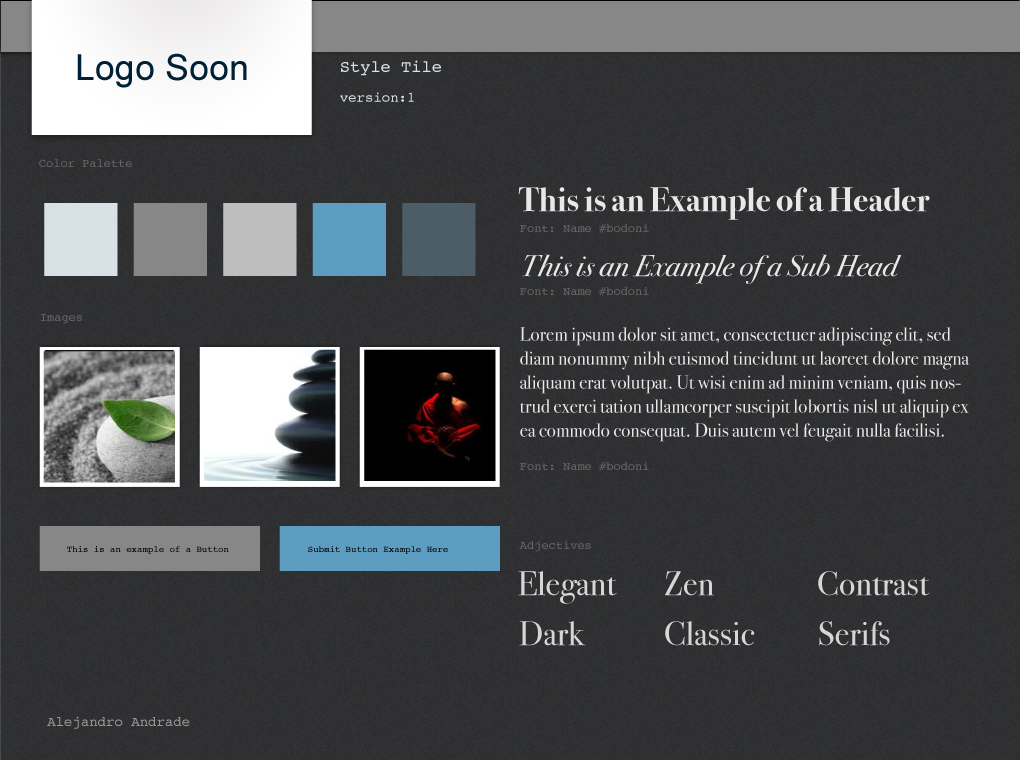 Logo Soon
Style Tile
version:1
Color Palette
Images
This is an example of a Button
Submit Button Example Here
This is an Example of a Header
Font: Name #bodoni
This is an Example of a Sub Head
Font: Name #bodoni
Lorem ipsum dolor sit amet, consectetuer adipiscing elit, sed
diam nonummy nibh euismod tincidunt ut laoreet dolore magna
aliquam erat volutpat. Ut wisi enim ad minim veniam, quis nos-
trud exerci tation ullamcorper suscipit lobortis nisl ut aliquip ex
ea commodo consequat. Duis autem vel feugait nulla facilisi.
Font: Name #bodoni
Adjectives
Elegant Zen Contrast
Dark Classic Serifs
Alejandro Andrade